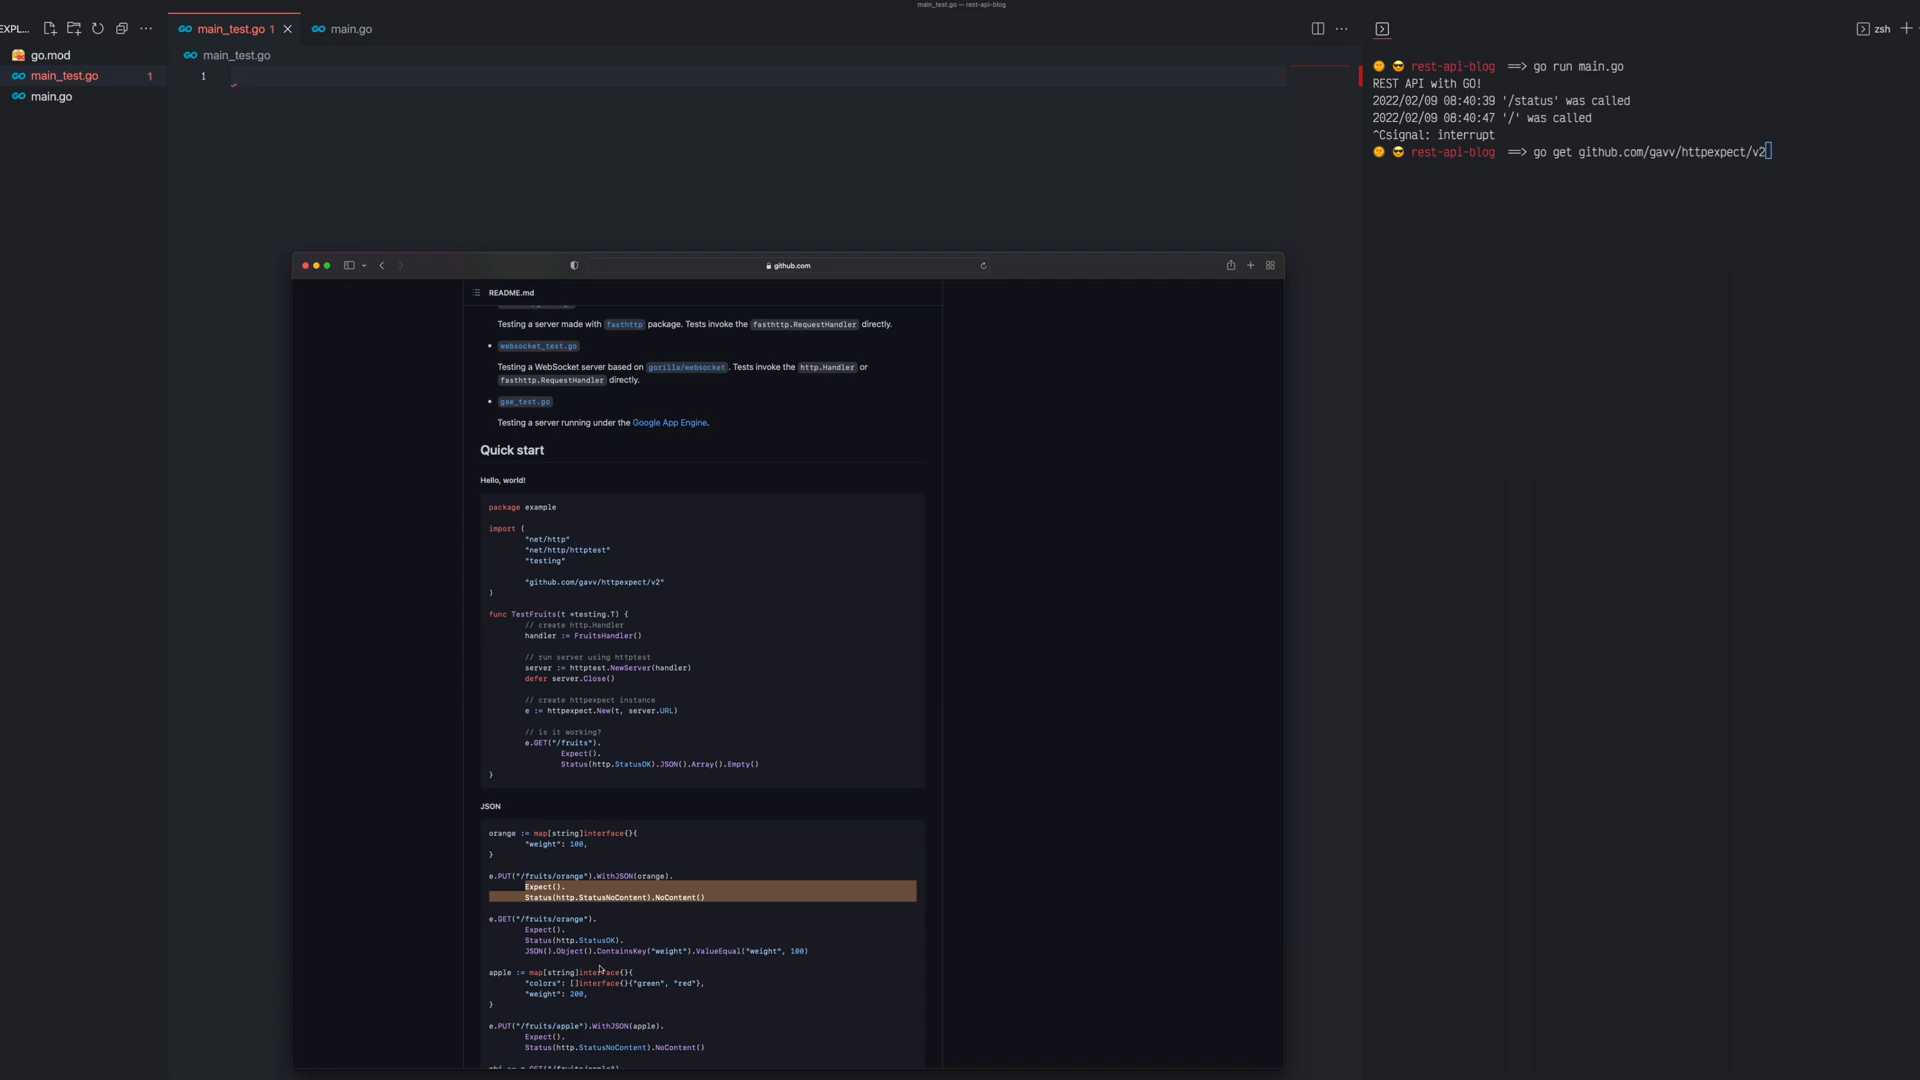 main_test.go — rest-api-blog
EXPL...
main_test.go 1
main.go
zsh
go.mod
main_test.go
1
main.go
main_test.go
1
rest-api-blog ==> go run main.go
REST API with GO!
2022/02/09 08:40:39 '/status' was called
2022/02/09 08:40:47 '/' was called
^Csignal: interrupt
rest-api-blog ==> go get github.com/gavv/httpexpect/v2
github.com
README.md
Testing a server made with fasthttp package. Tests invoke the fasthttp.RequestHandler directly.
websocket_test.go
Testing a WebSocket server based on gorilla/websocket. Tests invoke the http.Handler or
fasthttp.RequestHandler directly.
gae_test.go
Testing a server running under the Google App Engine.
Quick start
Hello, world!
package example
import (
"net/http"
"net/http/httptest"
"testing"
"github.com/gavv/httpexpect/v2"
)
func TestFruits(t *testing.T) {
// create http.Handler
handler := FruitsHandler()
// run server using httptest
server := httptest.NewServer(handler)
defer server.Close()
// create httpexpect instance
e := httpexpect.New(t, server.URL)
// is it working?
e.GET("/fruits").
Expect().
Status(http.StatusOK).JSON().Array().Empty()
}
JSON
orange := map[string]interface{}{
"weight": 100,
}
e.PUT("/fruits/orange").WithJSON(orange).
Expect().
Status(http.StatusNoContent).NoContent()
e.GET("/fruits/orange").
Expect().
Status(http.StatusOK).
JSON().Object().ContainsKey("weight").ValueEqual("weight", 100)
apple := map[string]interface{}{
"colors": []interface{}{"green", "red"},
"weight": 200,
}
e.PUT("/fruits/apple").WithJSON(apple).
Expect().
Status(http.StatusNoContent).NoContent()